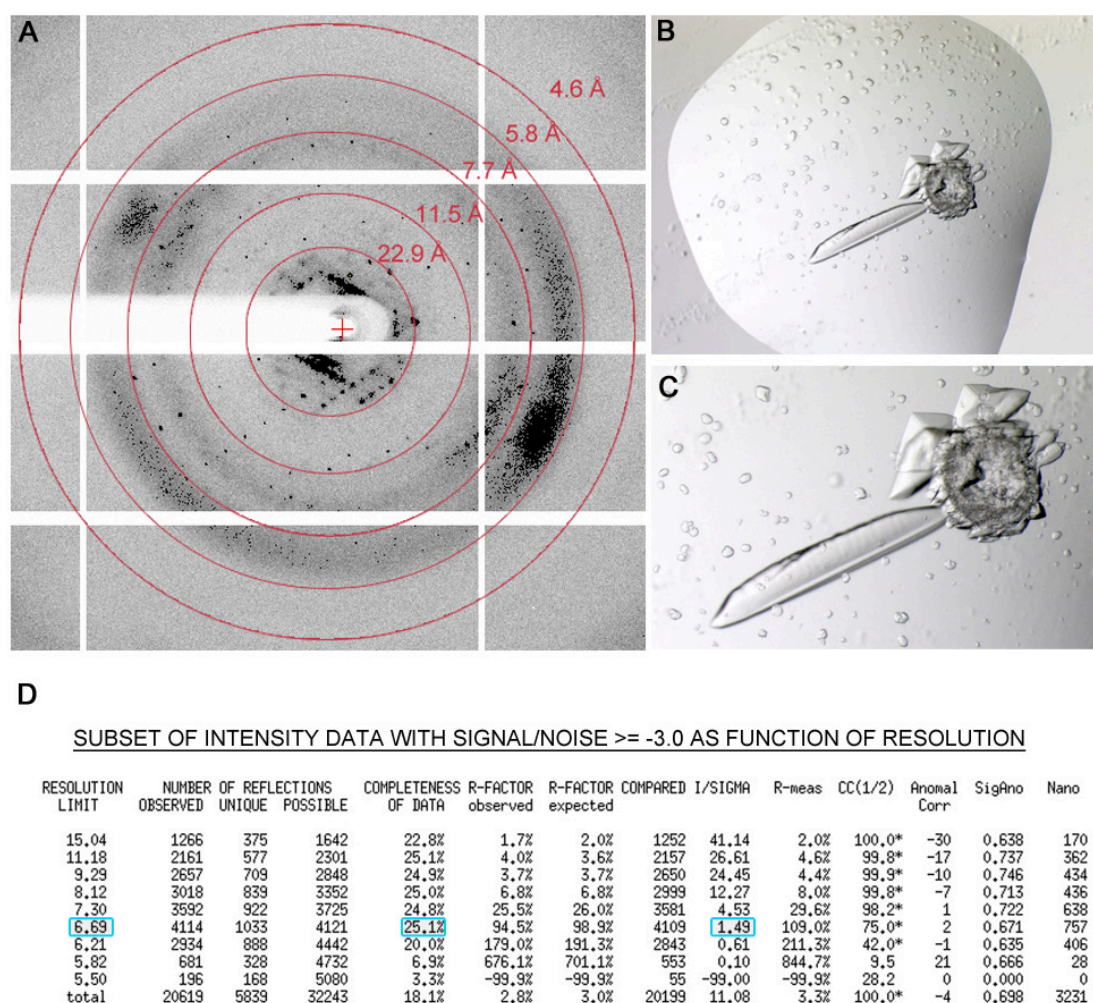 A
4.6 Å
5.8 Å
7.7 Å
11.5 Å
22.9 Å
B
C
D
SUBSET OF INTENSITY DATA WITH SIGNAL/NOISE >= -3.0 AS FUNCTION OF RESOLUTION
RESOLUTION NUMBER OF REFLECTIONS COMPLETENESS R-FACTOR R-FACTOR COMPARED I/SIGMA R-meas CC(1/2) Anomal SigAno Nano
LIMIT OBSERVED UNIQUE POSSIBLE OF DATA observed expected Corr
15.04 1266 375 1642 22.8% 1.7% 2.0% 1252 41.14 2.0% 100.0* -30 0.638 170
11.18 2161 577 2301 25.1% 4.0% 3.6% 2157 26.61 4.6% 99.8* -17 0.737 362
9.29 2657 709 2848 24.9% 3.7% 3.7% 2650 24.45 4.4% 99.9* -10 0.746 434
8.12 3018 839 3352 25.0% 6.8% 6.8% 2999 12.27 8.0% 99.8* -7 0.713 436
7.30 3592 922 3725 24.8% 25.5% 26.0% 3581 4.53 29.6% 98.2* 1 0.722 638
6.69 4114 1033 4121 25.1% 94.5% 98.9% 4109 1.49 109.0% 75.0* 2 0.671 757
6.21 2934 888 4442 20.0% 179.0% 191.3% 2843 0.61 211.3% 42.0* -1 0.635 406
5.82 681 328 4732 6.9% 676.1% 701.1% 553 0.10 844.7% 9.5 21 0.666 28
5.50 196 168 5080 3.3% -99.9% -99.9% 55 -99.00 -99.9% 28.2 0 0.000 0
total 20619 5839 32243 18.1% 2.8% 3.0% 20199 11.08 3.3% 100.0* -4 0.698 3231